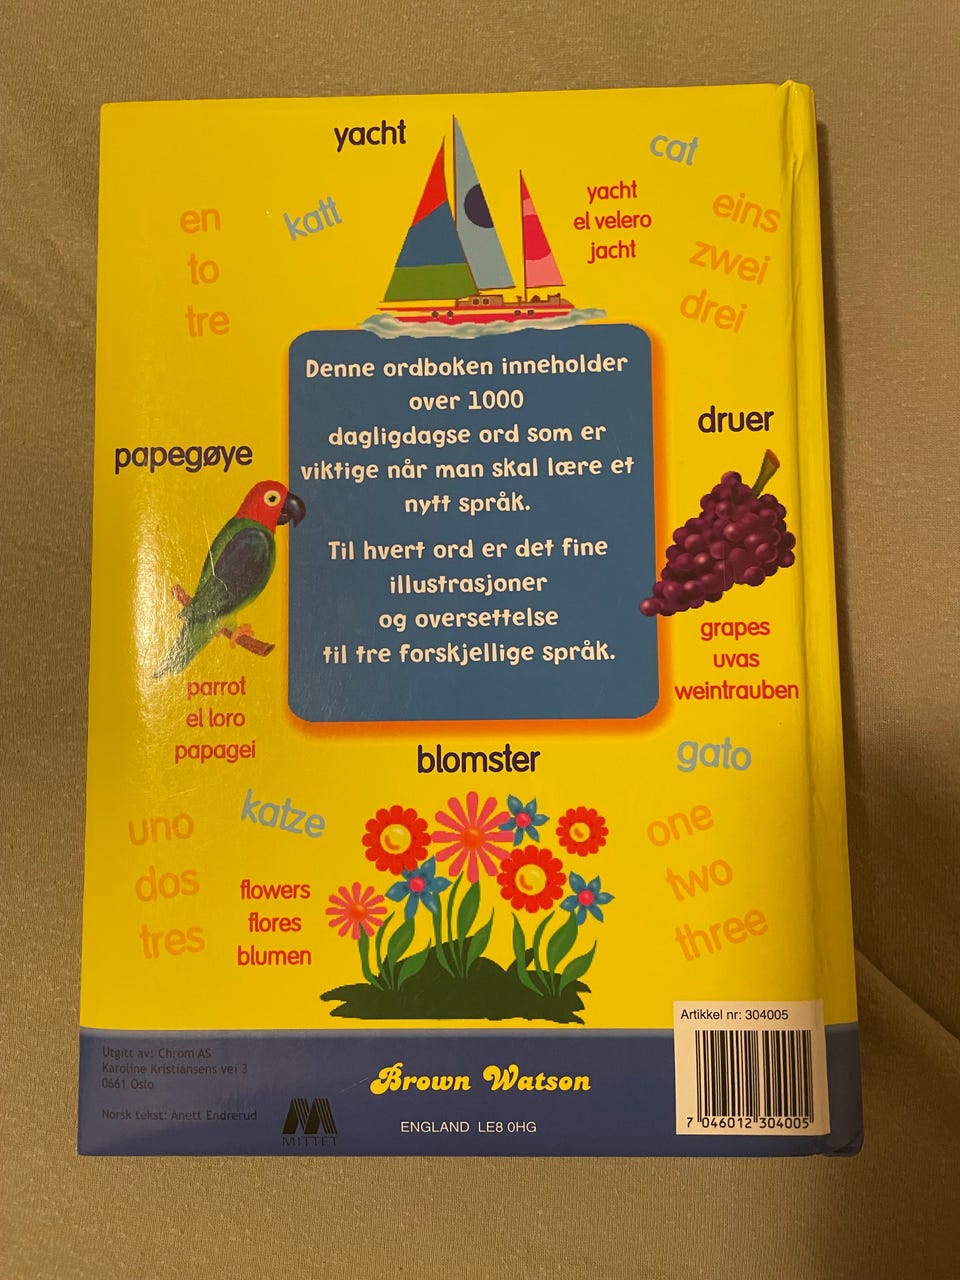 yacht
cat
katt
yacht
el velero
jacht
en
to
tre
eins
zwei
drei
Denne ordboken inneholder
over 1000
dagligdagse ord som er
viktige når man skal lære et
nytt språk.
Til hvert ord er det fine
illustrasjoner
og oversettelse
til tre forskjellige språk.
papegøye
parrot
el loro
papagei
druer
grapes
uvas
weintrauben
blomster
gato
katze
uno
dos
tres
flowers
flores
blumen
one
two
three
Utgitt av: Chrom AS
Karoline Kristiansens vei 3
0661 Oslo
Norsk tekst: Anett Endrerud
MITTET
Brown Watson
ENGLAND LE8 0HG
Artikkel nr: 304005
7 046012 304005